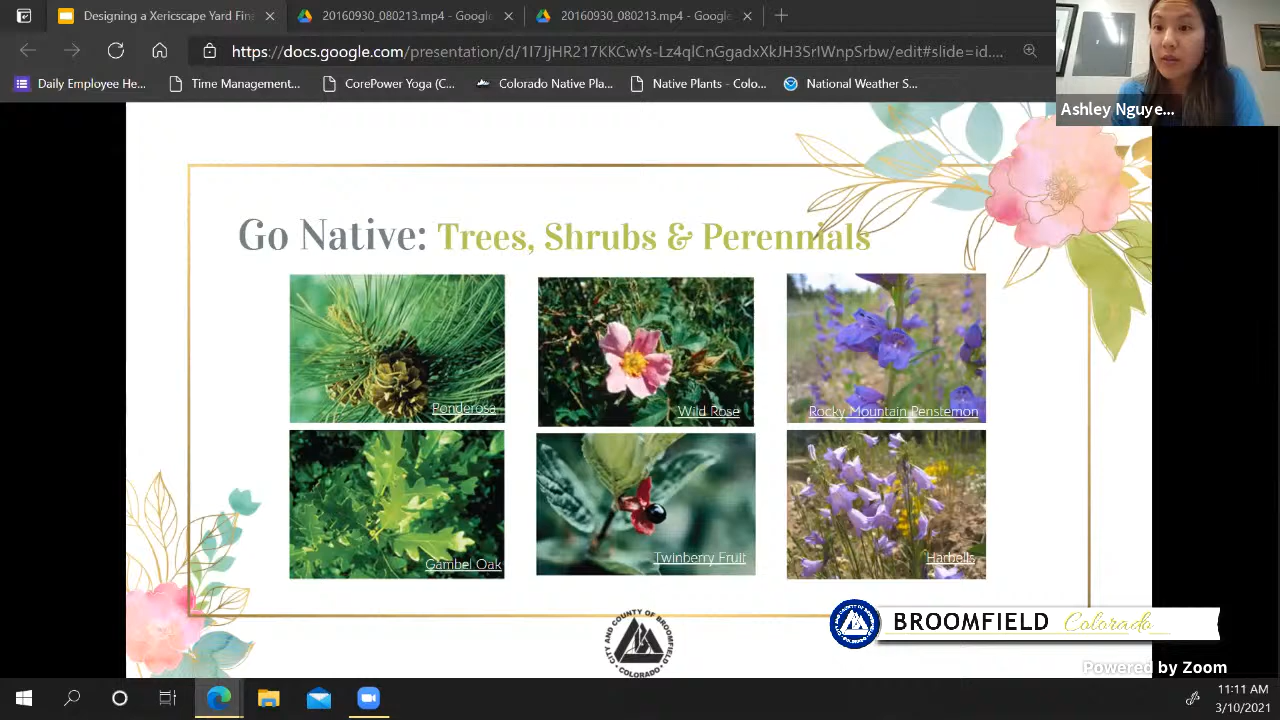 Designing a Xericscape Yard Fin
20160930_080213.mp4 - Google
20160930_080213.mp4 - Google
https://docs.google.com/presentation/d/1I7JjHR217KKCwYs-Lz4qlCnGgadxXkJH3SrIWnpSrbw/edit#slide=id....
Daily Employee He...
Time Management...
CorePower Yoga (C...
Colorado Native Pla...
Native Plants - Colo...
National Weather S...
Ashley Nguye...
Go Native: Trees, Shrubs & Perennials
Ponderosa
Wild Rose
Rocky Mountain Penstemon
Gambel Oak
Twinberry Fruit
Harbells
CITY AND COUNTY OF BROOMFIELD
COLORADO
BROOMFIELD Colorado
Powered by Zoom
11:11 AM
3/10/2021